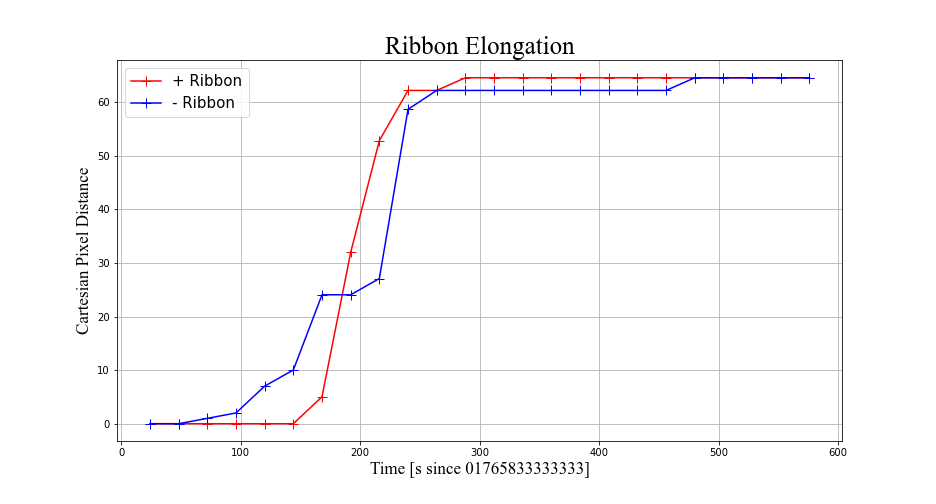 Ribbon Elongation
+ Ribbon
- Ribbon
Cartesian Pixel Distance
60
50
40
30
20
10
0
0 100 200 300 400 500 600
Time [s since 01765833333333]